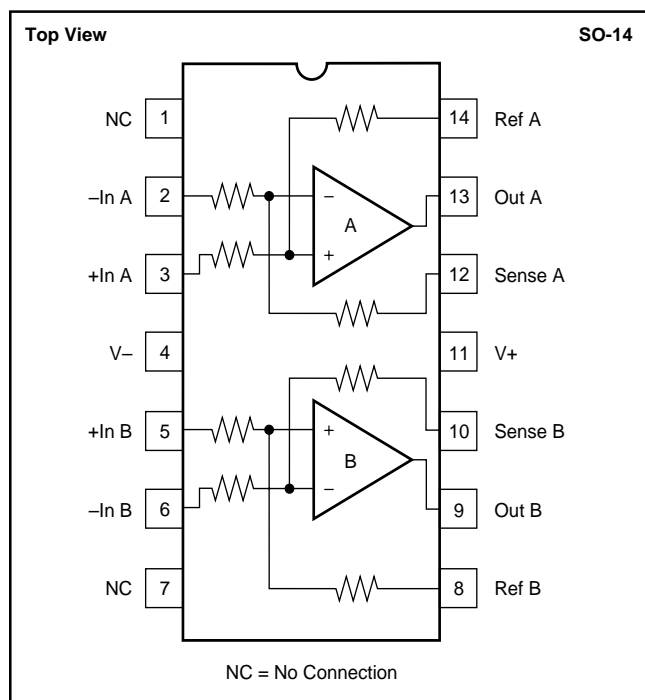 Top View SO-14
NC 1 14 Ref A
–In A 2 – 13 Out A
A
+In A 3 + 12 Sense A
V– 4 11 V+
+In B 5 + 10 Sense B
B
–In B 6 – 9 Out B
NC 7 8 Ref B
NC = No Connection